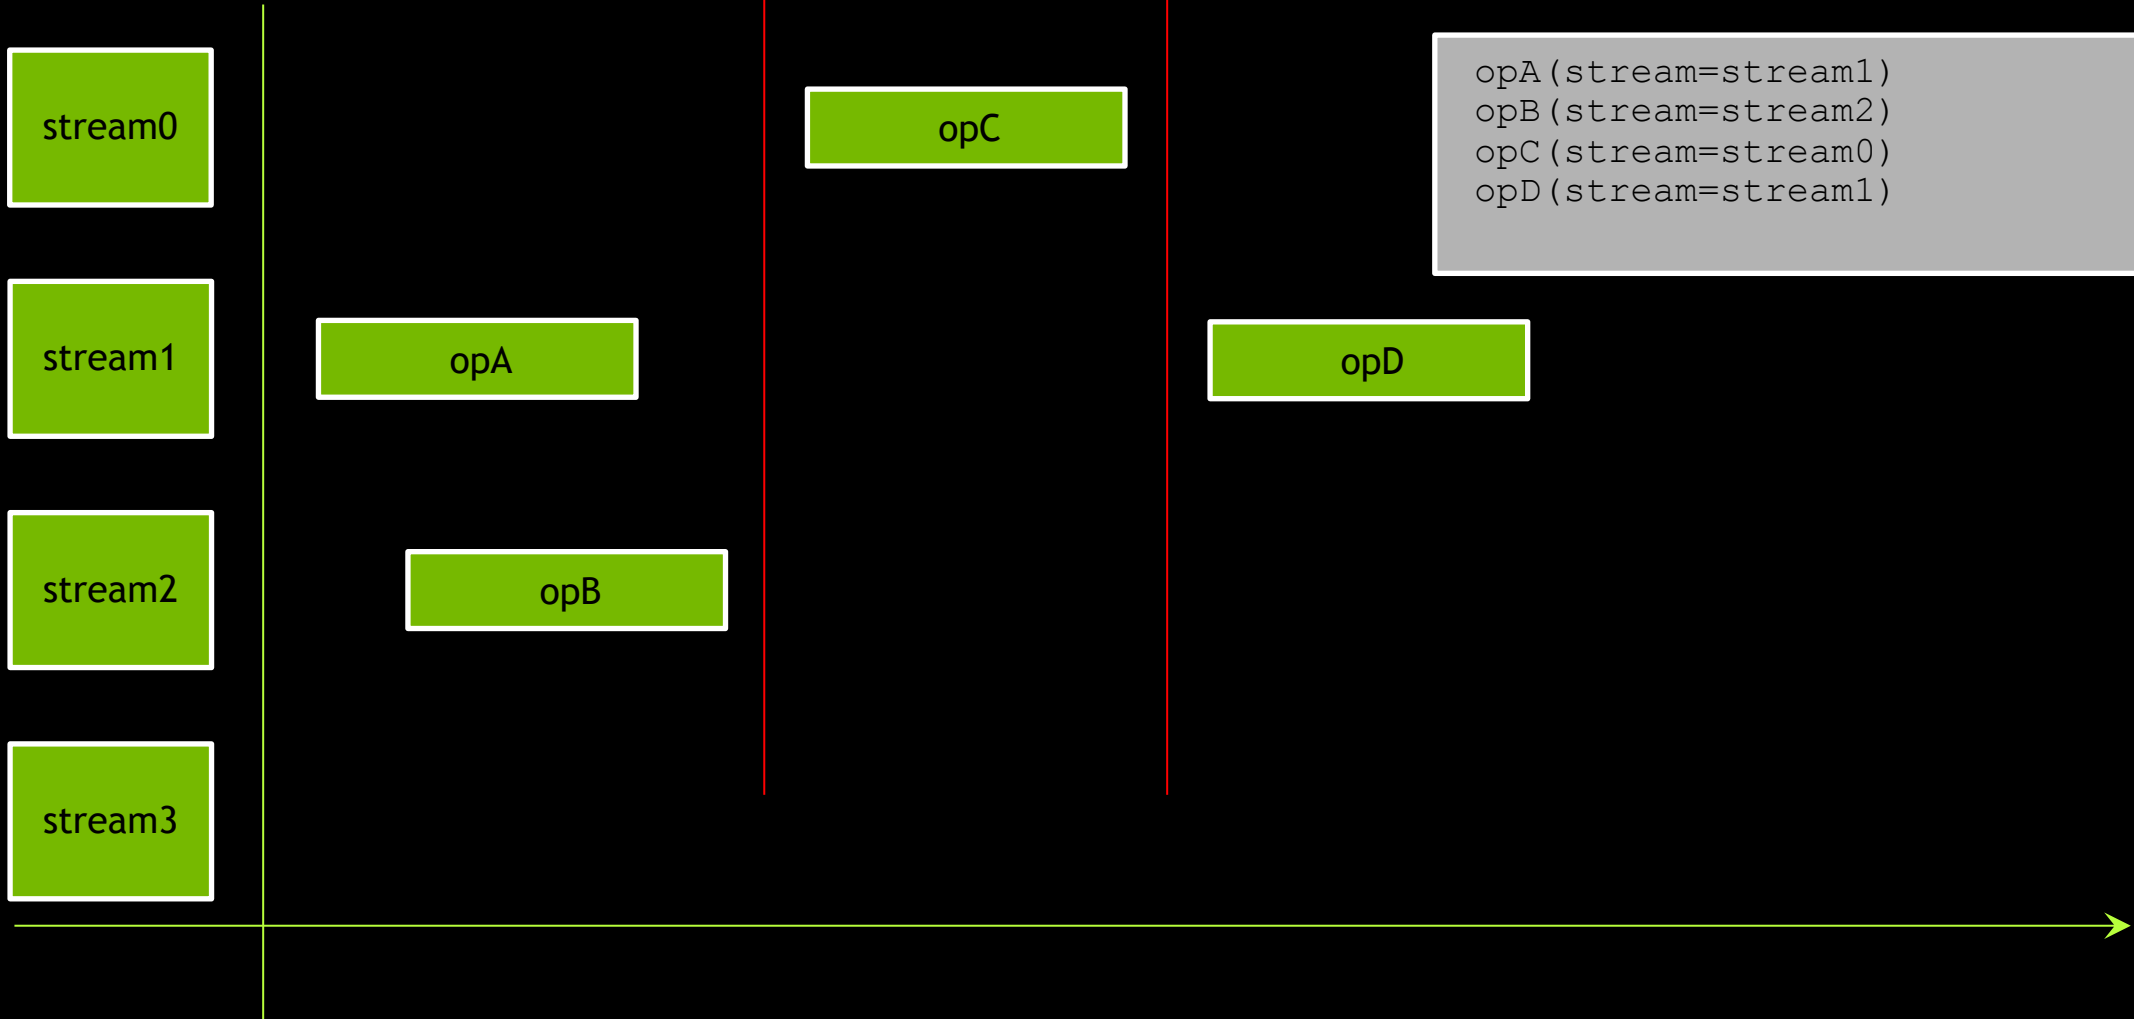 stream0
opC
opA(stream=stream1)
opB(stream=stream2)
opC(stream=stream0)
opD(stream=stream1)
stream1
opA
opD
stream2
opB
stream3